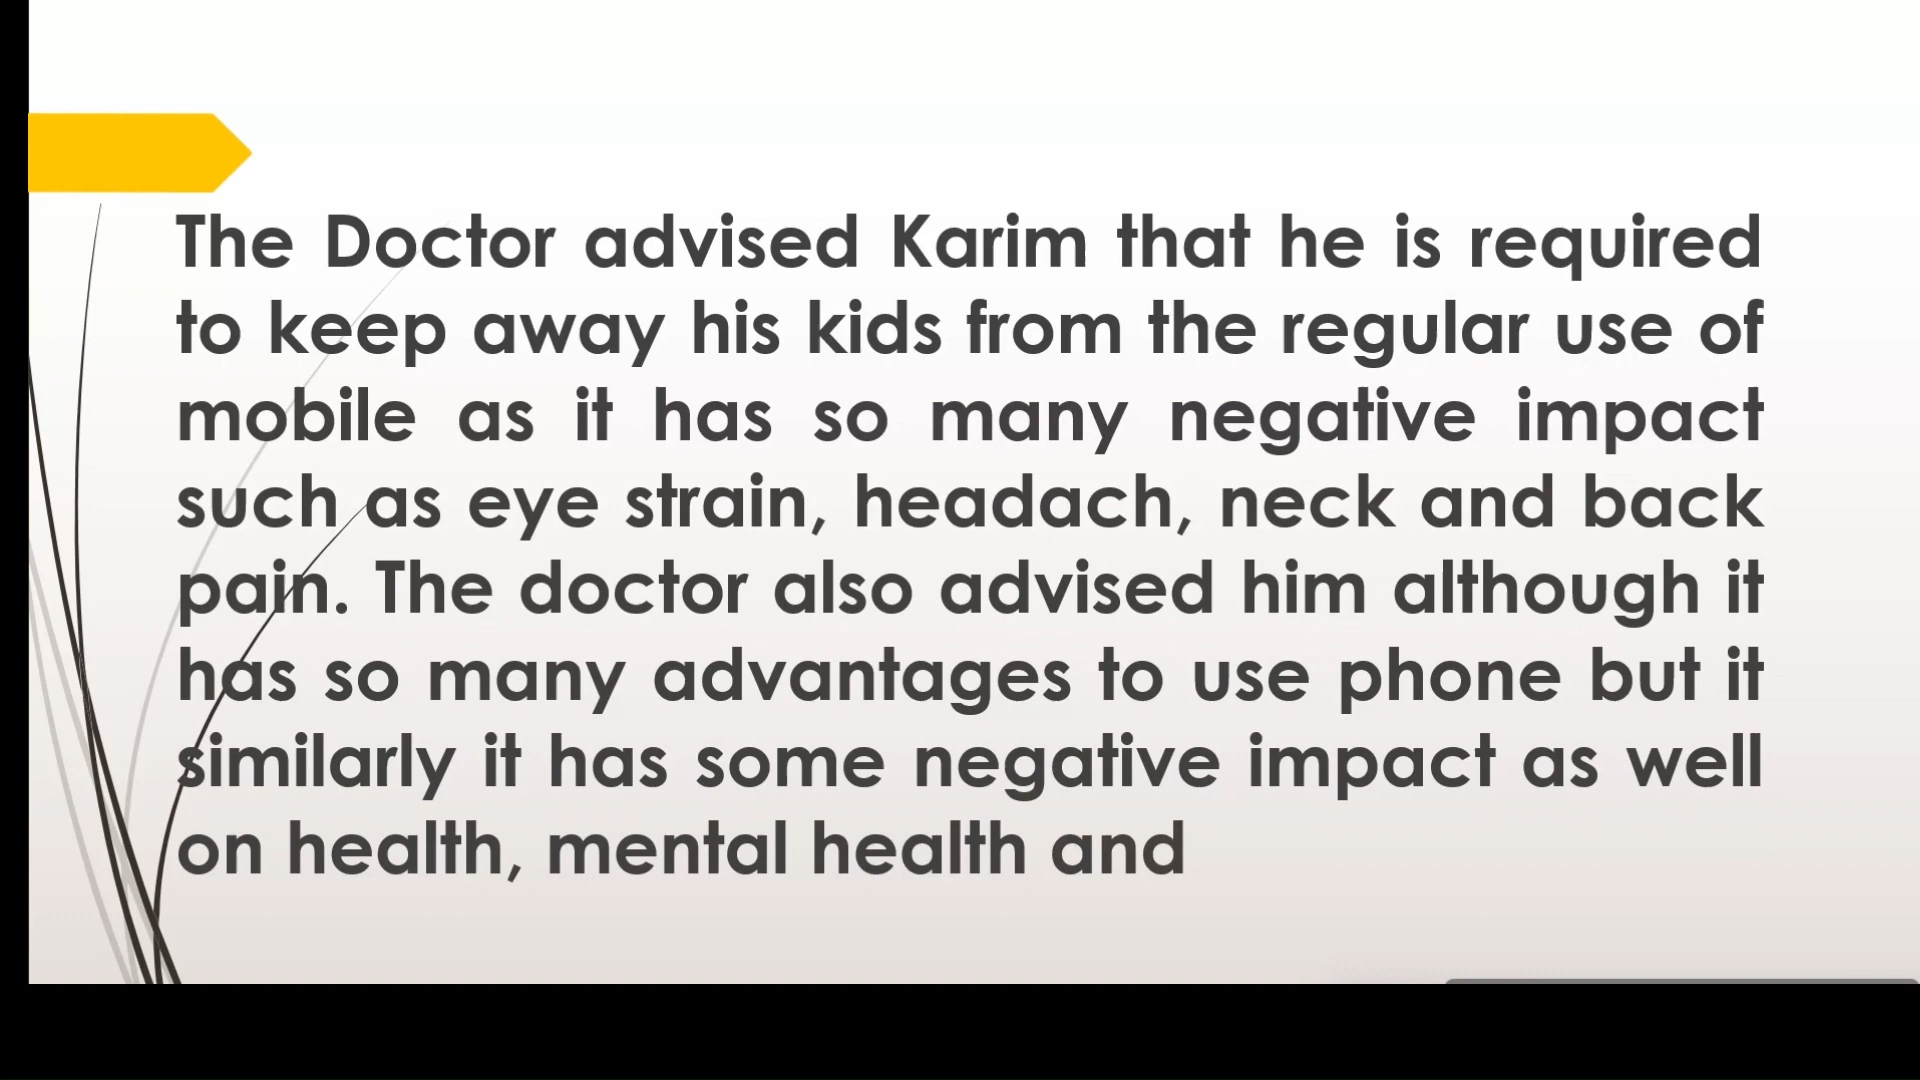 The Doctor advised Karim that he is required
to keep away his kids from the regular use of
mobile as it has so many negative impact
such as eye strain, headach, neck and back
pain. The doctor also advised him although it
has so many advantages to use phone but it
similarly it has some negative impact as well
on health, mental health and